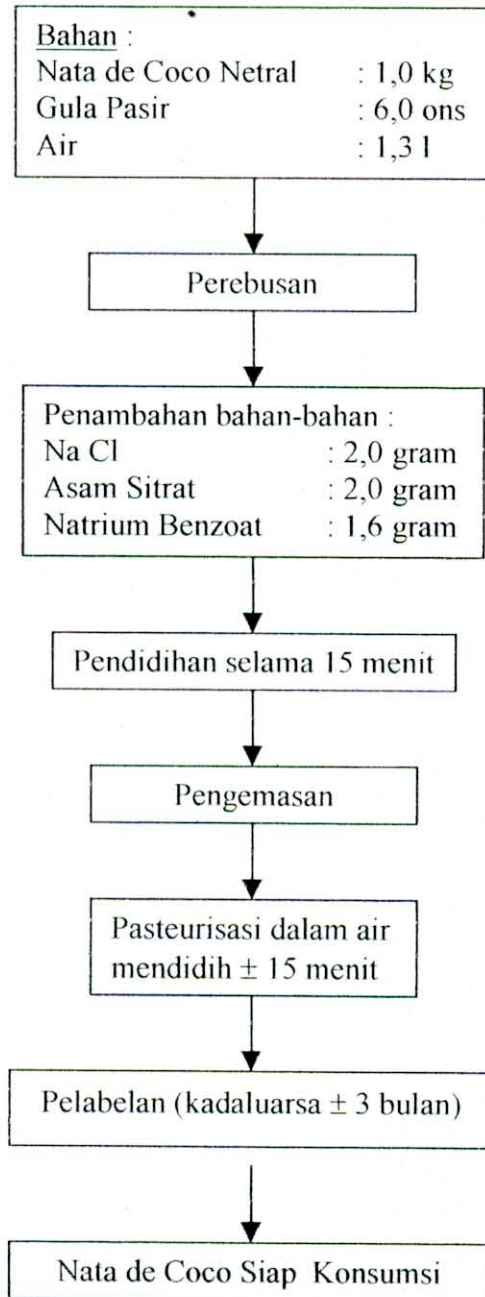 Bahan :
Nata de Coco Netral : 1,0 kg
Gula Pasir : 6,0 ons
Air : 1,3 l
Perebusan
Penambahan bahan-bahan :
Na Cl : 2,0 gram
Asam Sitrat : 2,0 gram
Natrium Benzoat : 1,6 gram
Pendidihan selama 15 menit
Pengemasan
Pasteurisasi dalam air
mendidih ± 15 menit
Pelabelan (kadaluarsa ± 3 bulan)
Nata de Coco Siap Konsumsi